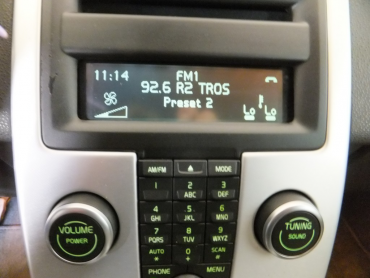 11:14 FM1
92.6 R2 TROS
Preset 2
Lo Lo
AM/FM MODE
1 2 ABC 3 DEF
4 GHI 5 JKL 6 MNO
7 PQRS 8 TUV 9 WXYZ
AUTO * 0 + SCAN #
VOLUME
POWER
TUNING
SOUND
PHONE MENU